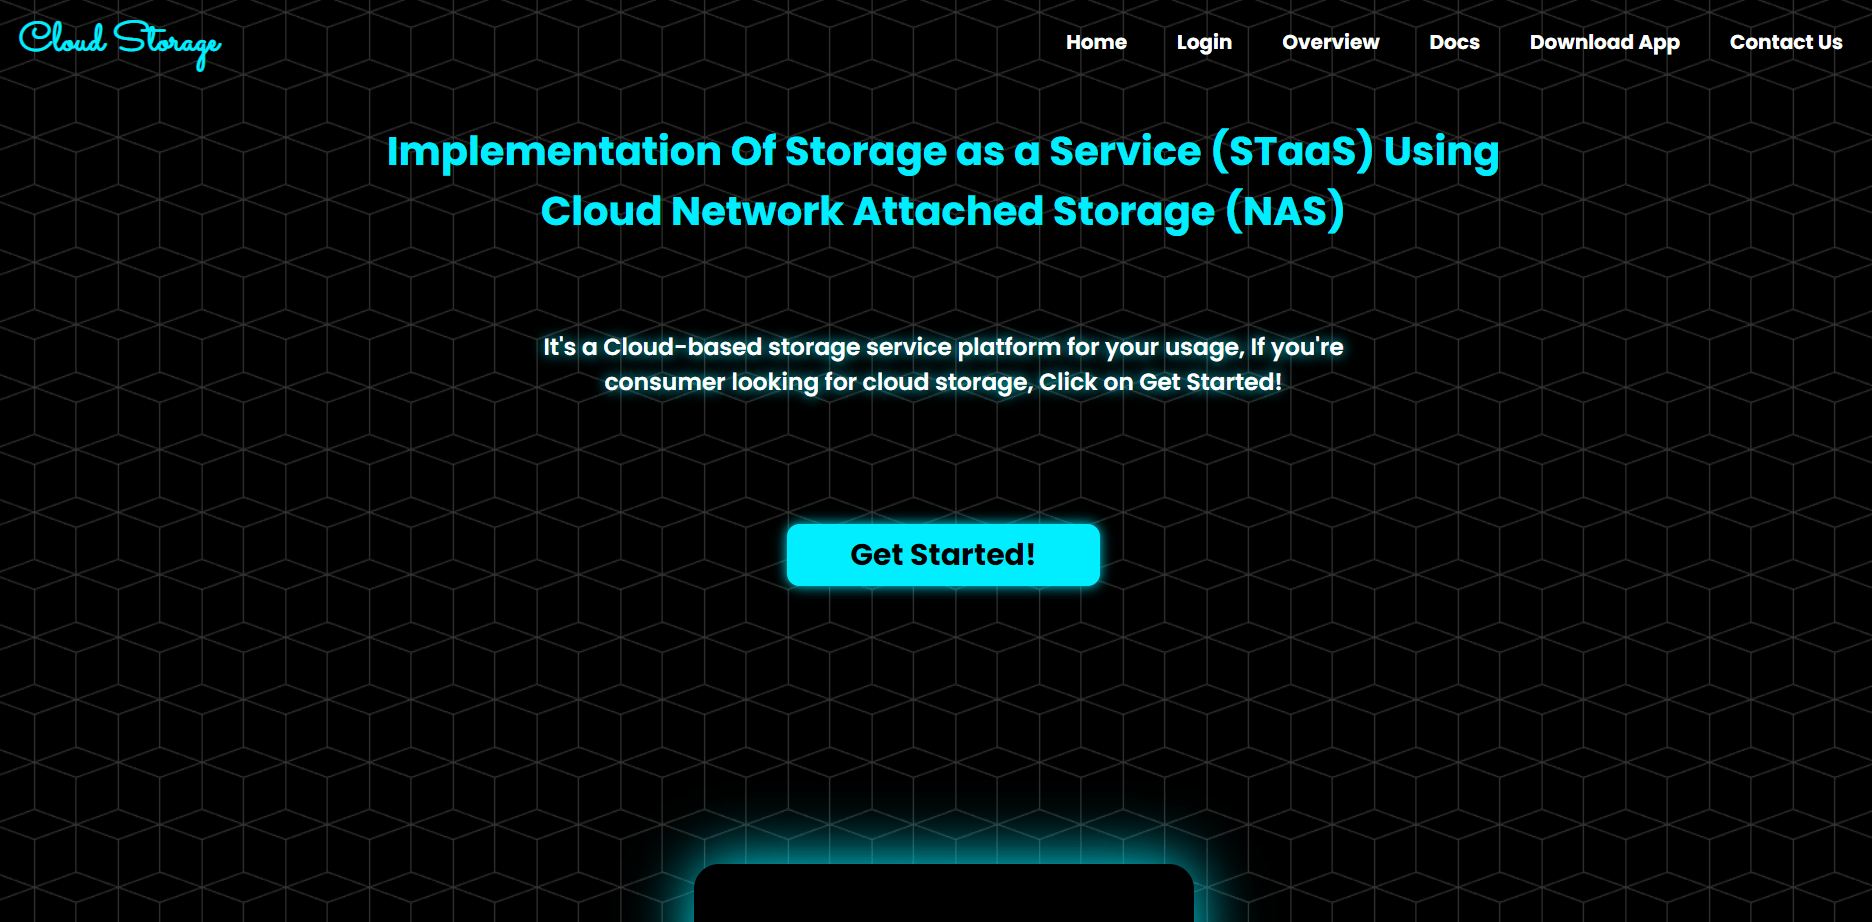 Cloud Storage
Home Login Overview Docs Download App Contact Us
Implementation Of Storage as a Service (STaaS) Using
Cloud Network Attached Storage (NAS)
It's a Cloud-based storage service platform for your usage, If you're
consumer looking for cloud storage, Click on Get Started!
Get Started!